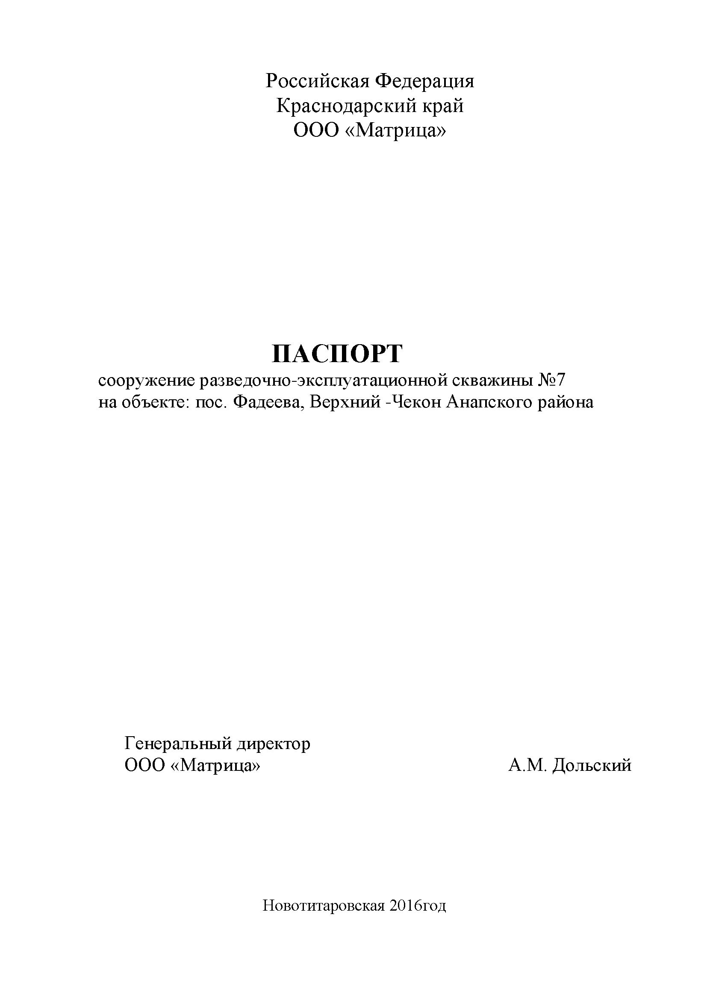 Российская Федерация
Краснодарский край
ООО «Матрица»
ПАСПОРТ
сооружение разведочно-эксплуатационной скважины №7
на объекте: пос. Фадеева, Верхний -Чекон Анапского района
Генеральный директор
ООО «Матрица» А.М. Дольский
Новотитаровская 2016год